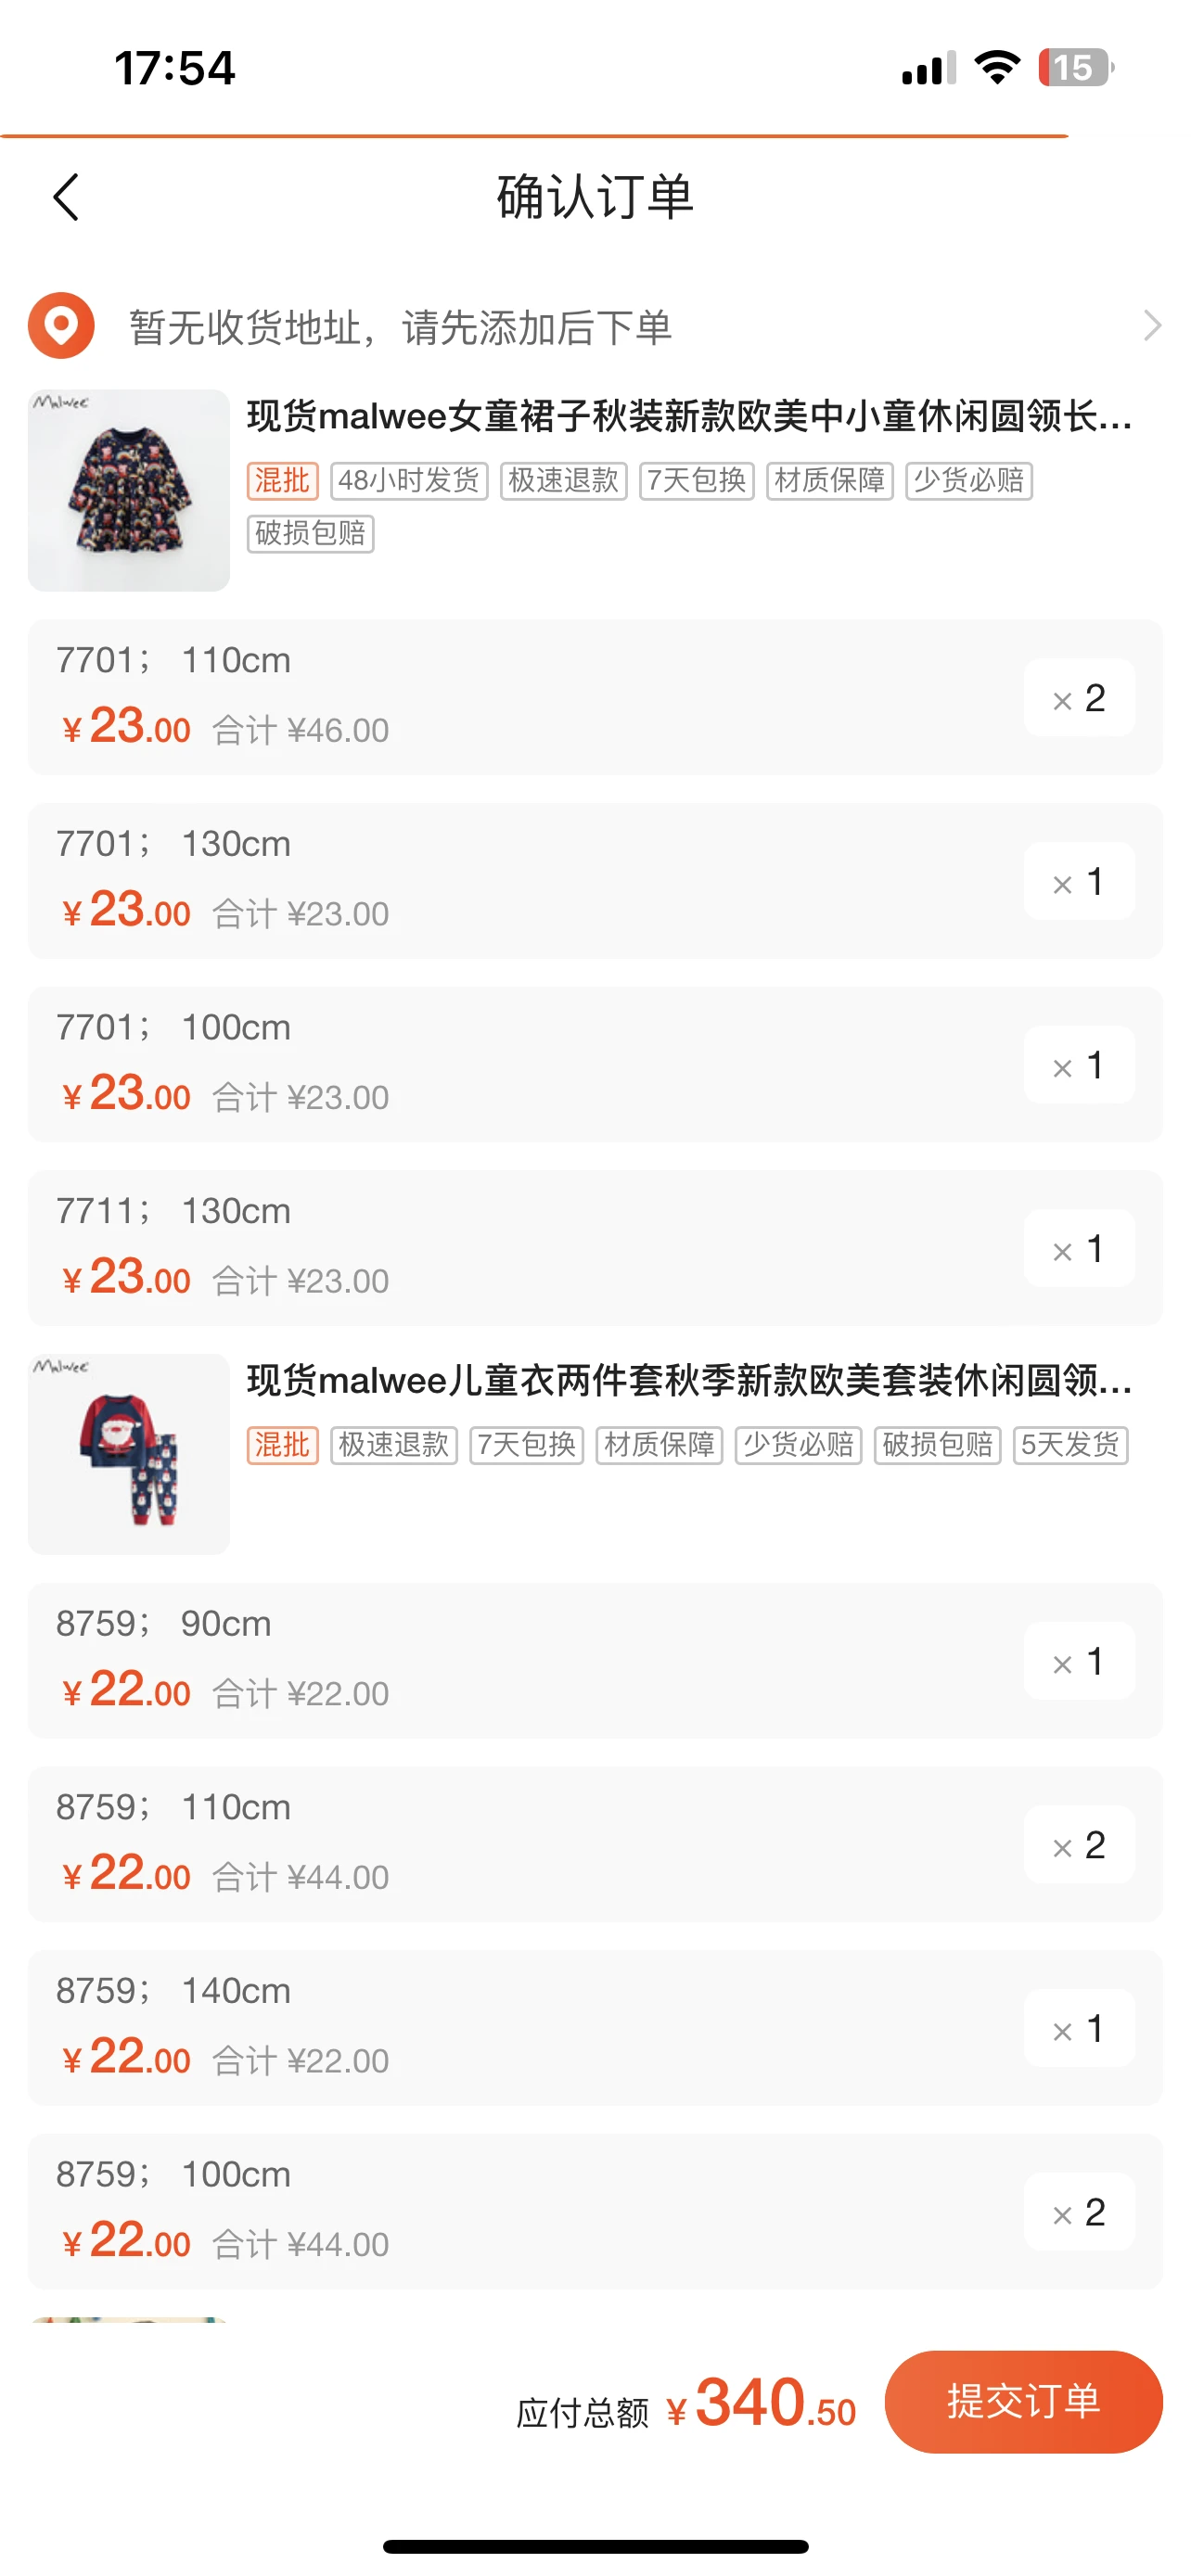 17:54
15
确认订单
暂无收货地址，请先添加后下单
Malwee
现货malwee女童裙子秋装新款欧美中小童休闲圆领长...
混批 48小时发货 极速退款 7天包换 材质保障 少货必赔
破损包赔
7701； 110cm
¥23.00 合计 ¥46.00
× 2
7701； 130cm
¥23.00 合计 ¥23.00
× 1
7701； 100cm
¥23.00 合计 ¥23.00
× 1
7711； 130cm
¥23.00 合计 ¥23.00
× 1
Malwee
现货malwee儿童衣两件套秋季新款欧美套装休闲圆领...
混批 极速退款 7天包换 材质保障 少货必赔 破损包赔 5天发货
8759； 90cm
¥22.00 合计 ¥22.00
× 1
8759； 110cm
¥22.00 合计 ¥44.00
× 2
8759； 140cm
¥22.00 合计 ¥22.00
× 1
8759； 100cm
¥22.00 合计 ¥44.00
× 2
应付总额 ¥340.50 提交订单